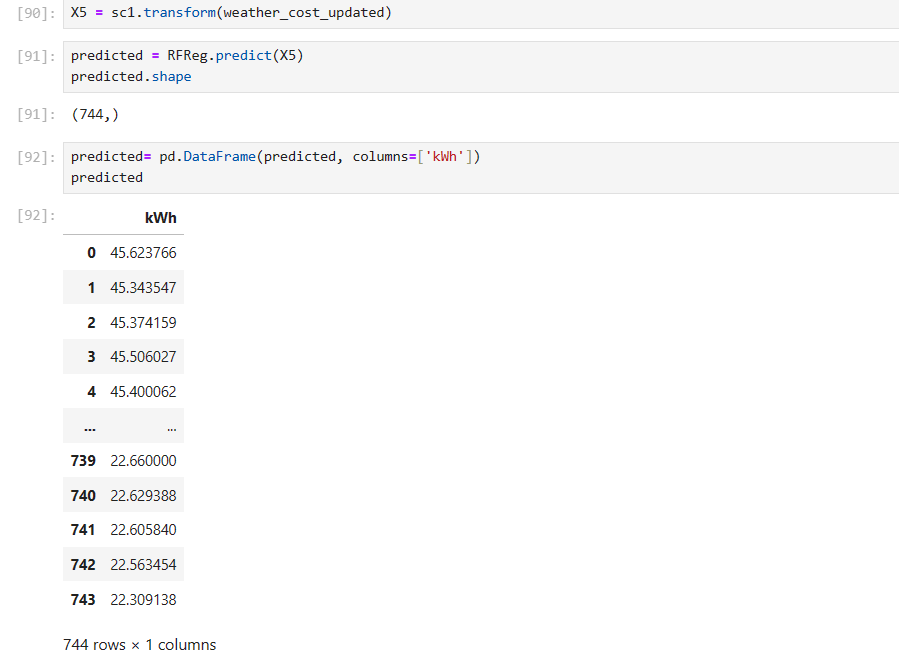 [90]: X5 = sc1.transform(weather_cost_updated)
[91]: predicted = RFReg.predict(X5)
predicted.shape
[91]: (744,)
[92]: predicted= pd.DataFrame(predicted, columns=['kWh'])
predicted
[92]:
kWh
0 45.623766
1 45.343547
2 45.374159
3 45.506027
4 45.400062
... ...
739 22.660000
740 22.629388
741 22.605840
742 22.563454
743 22.309138
744 rows × 1 columns